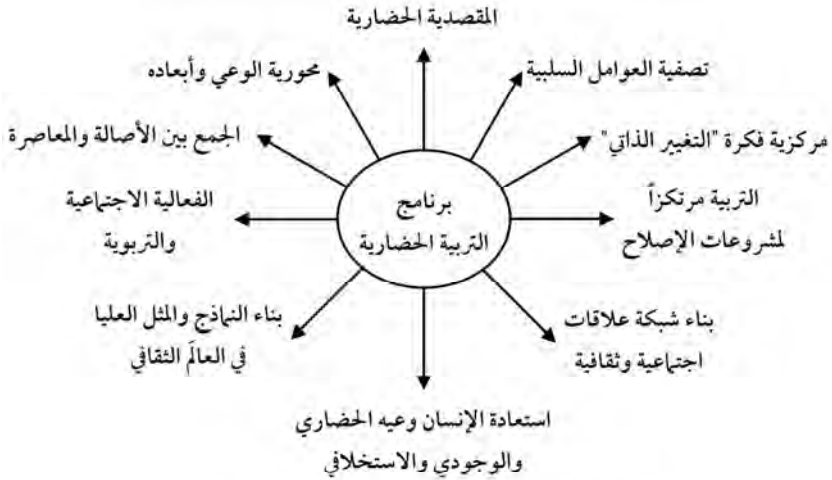 المقصدية الحضارية
تصفية العوامل السلبية
محورية الوعي وأبعاده
مركزية فكرة "التغيير الذاتي"
الجمع بين الأصالة والمعاصرة
التربية مرتكزاً
لمشروعات الإصلاح
برنامج
التربية الحضارية
الفعالية الاجتماعية
والتربوية
بناء شبكة علاقات
اجتماعية وثقافية
بناء النماذج والمثل العليا
في العالَم الثقافي
استعادة الإنسان وعيه الحضاري
والوجودي والاستخلافي